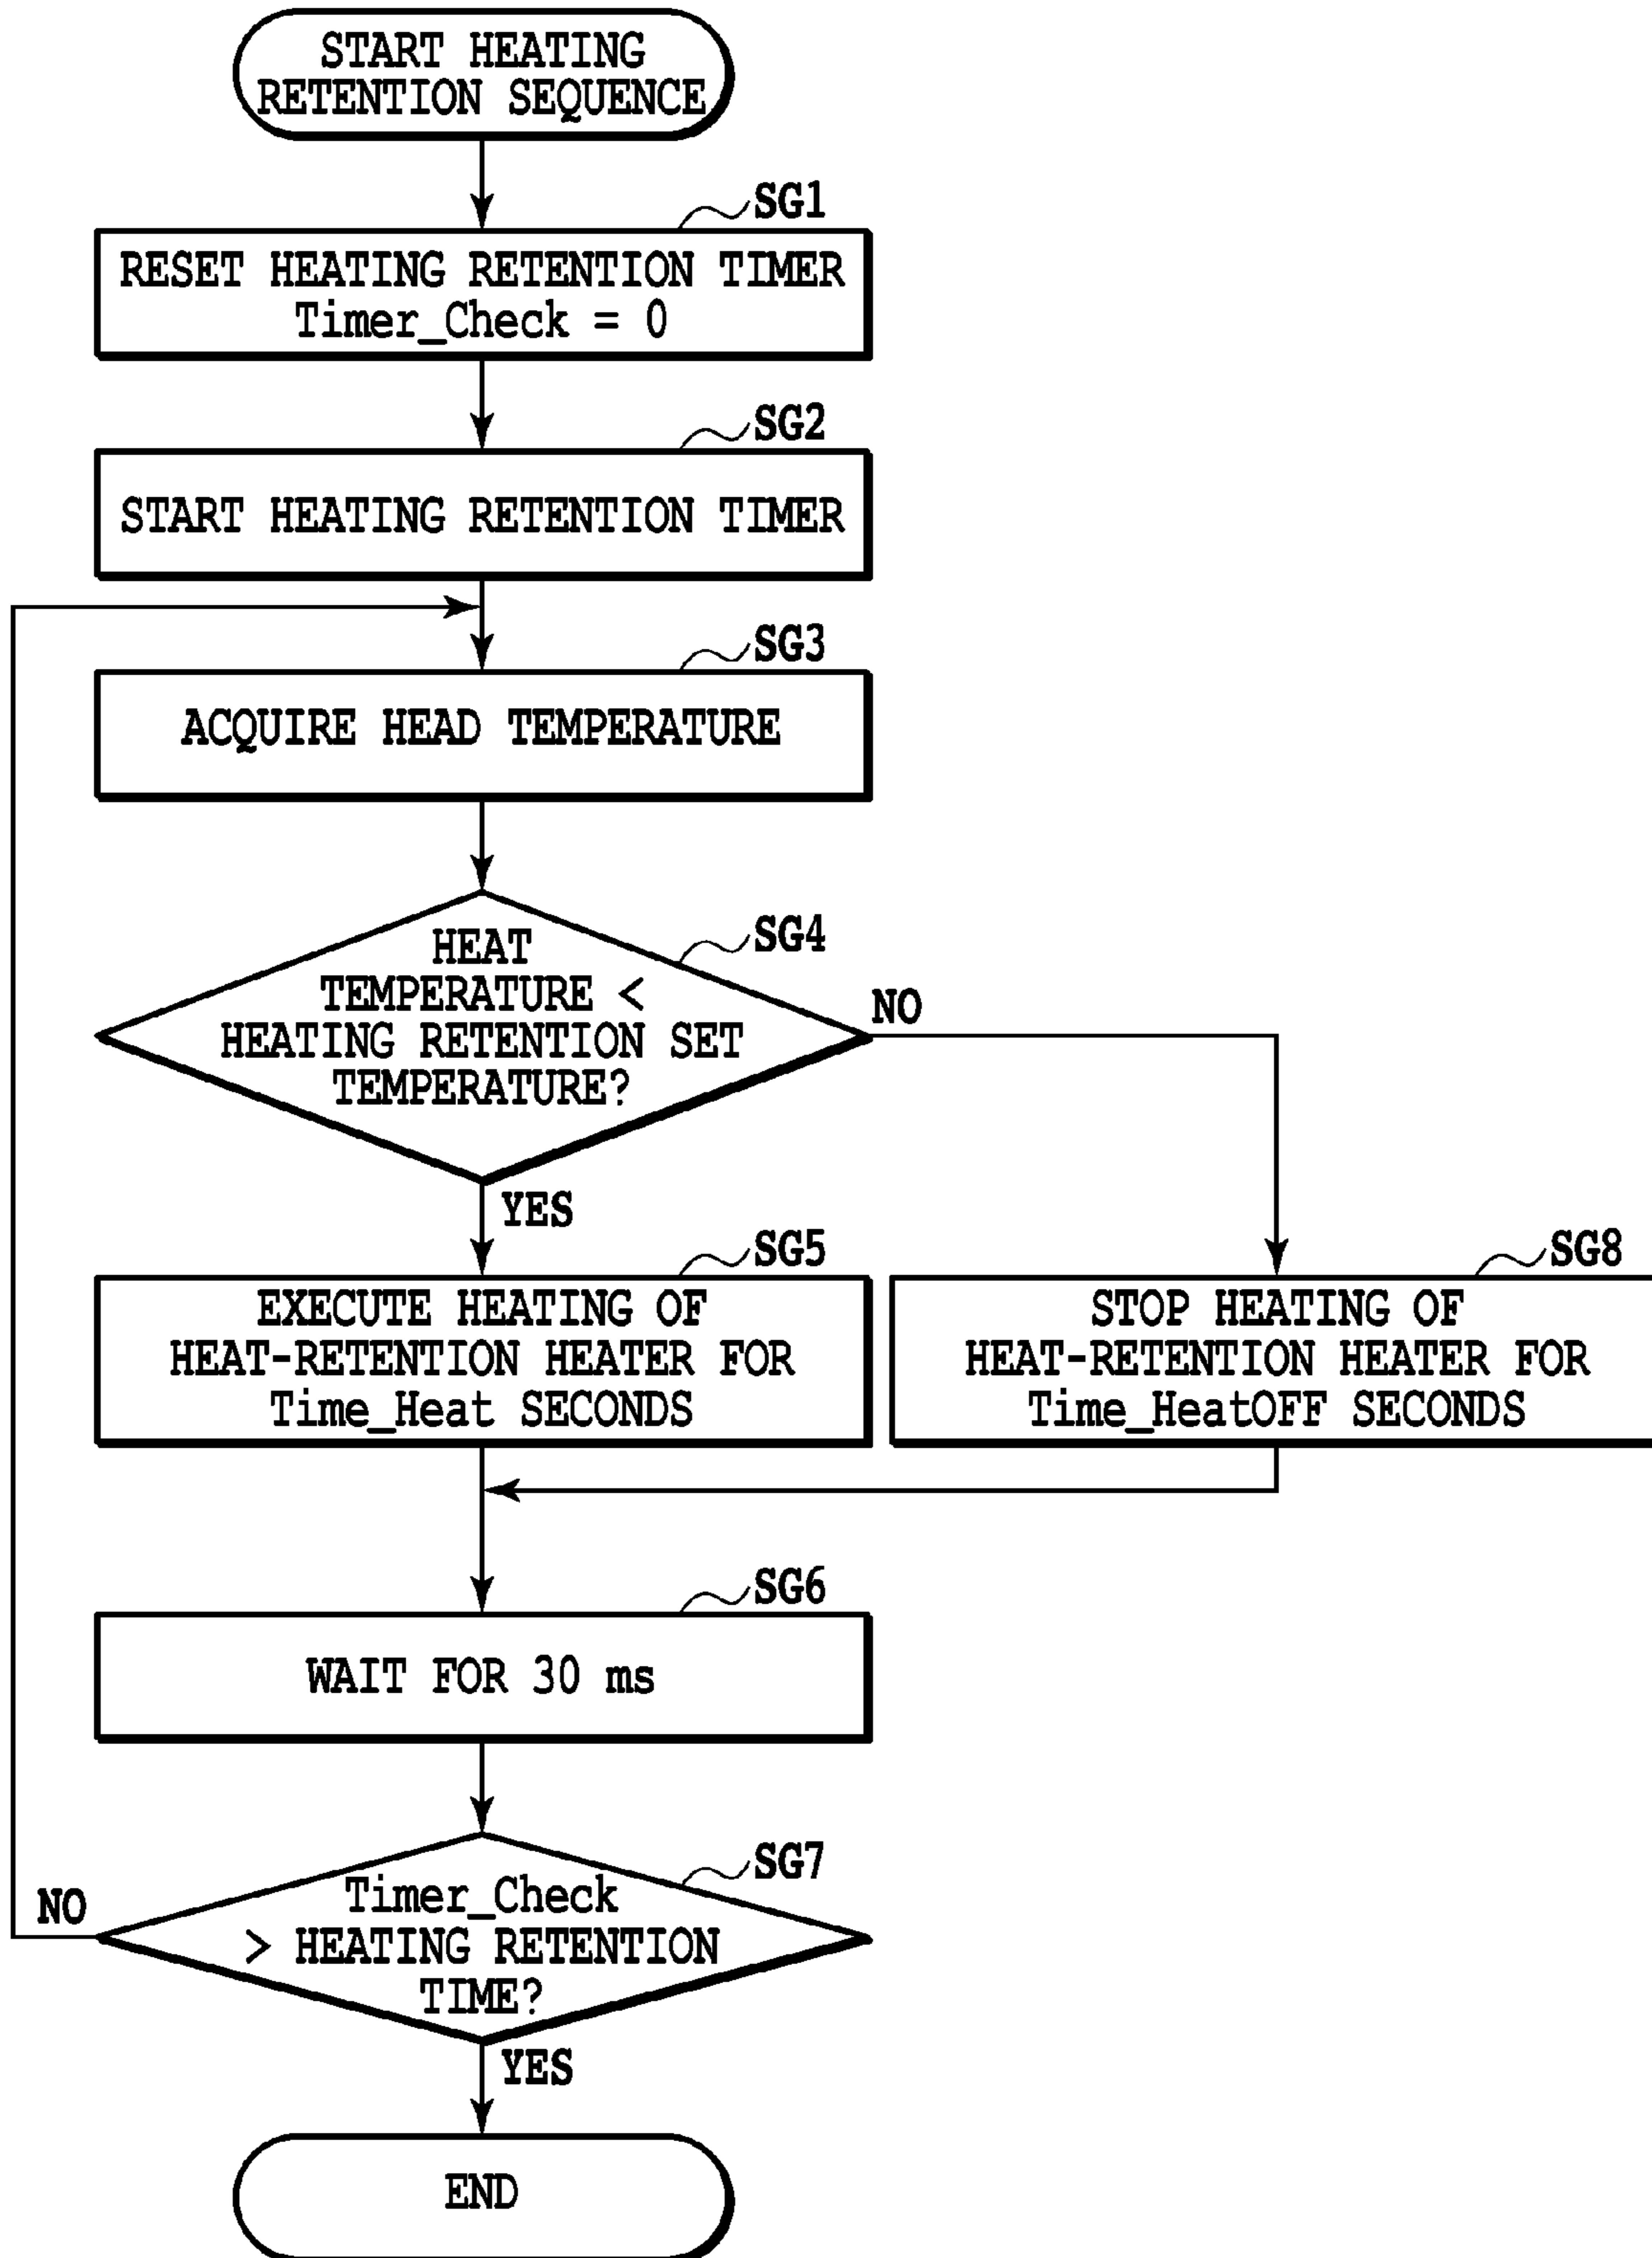 START HEATING
RETENTION SEQUENCE
SG1
RESET HEATING RETENTION TIMER
Timer_Check = 0
SG2
START HEATING RETENTION TIMER
SG3
ACQUIRE HEAD TEMPERATURE
SG4
HEAT
TEMPERATURE <
HEATING RETENTION SET
TEMPERATURE?
NO
YES
SG5
EXECUTE HEATING OF
HEAT-RETENTION HEATER FOR
Time_Heat SECONDS
SG8
STOP HEATING OF
HEAT-RETENTION HEATER FOR
Time_HeatOFF SECONDS
SG6
WAIT FOR 30 ms
SG7
Timer_Check
> HEATING RETENTION
TIME?
NO
YES
END